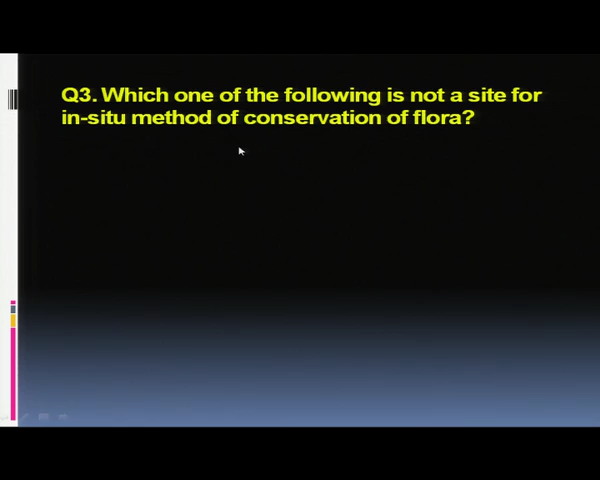 Q3. Which one of the following is not a site for
in-situ method of conservation of flora?